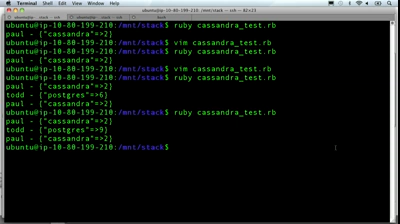 Terminal Shell Edit View Window Help
stack — ssh — 82×23
ubuntu@ip-10-80-199-210:/mnt/stack$ ruby cassandra_test.rb
paul - {"cassandra"=>2}
ubuntu@ip-10-80-199-210:/mnt/stack$ vim cassandra_test.rb
ubuntu@ip-10-80-199-210:/mnt/stack$ ruby cassandra_test.rb
paul - {"cassandra"=>2}
ubuntu@ip-10-80-199-210:/mnt/stack$ vim cassandra_test.rb
ubuntu@ip-10-80-199-210:/mnt/stack$ ruby cassandra_test.rb
paul - {"cassandra"=>2}
todd - {"postgres"=>6}
paul - {"cassandra"=>2}
ubuntu@ip-10-80-199-210:/mnt/stack$ ruby cassandra_test.rb
paul - {"cassandra"=>2}
todd - {"postgres"=>9}
paul - {"cassandra"=>2}
ubuntu@ip-10-80-199-210:/mnt/stack$